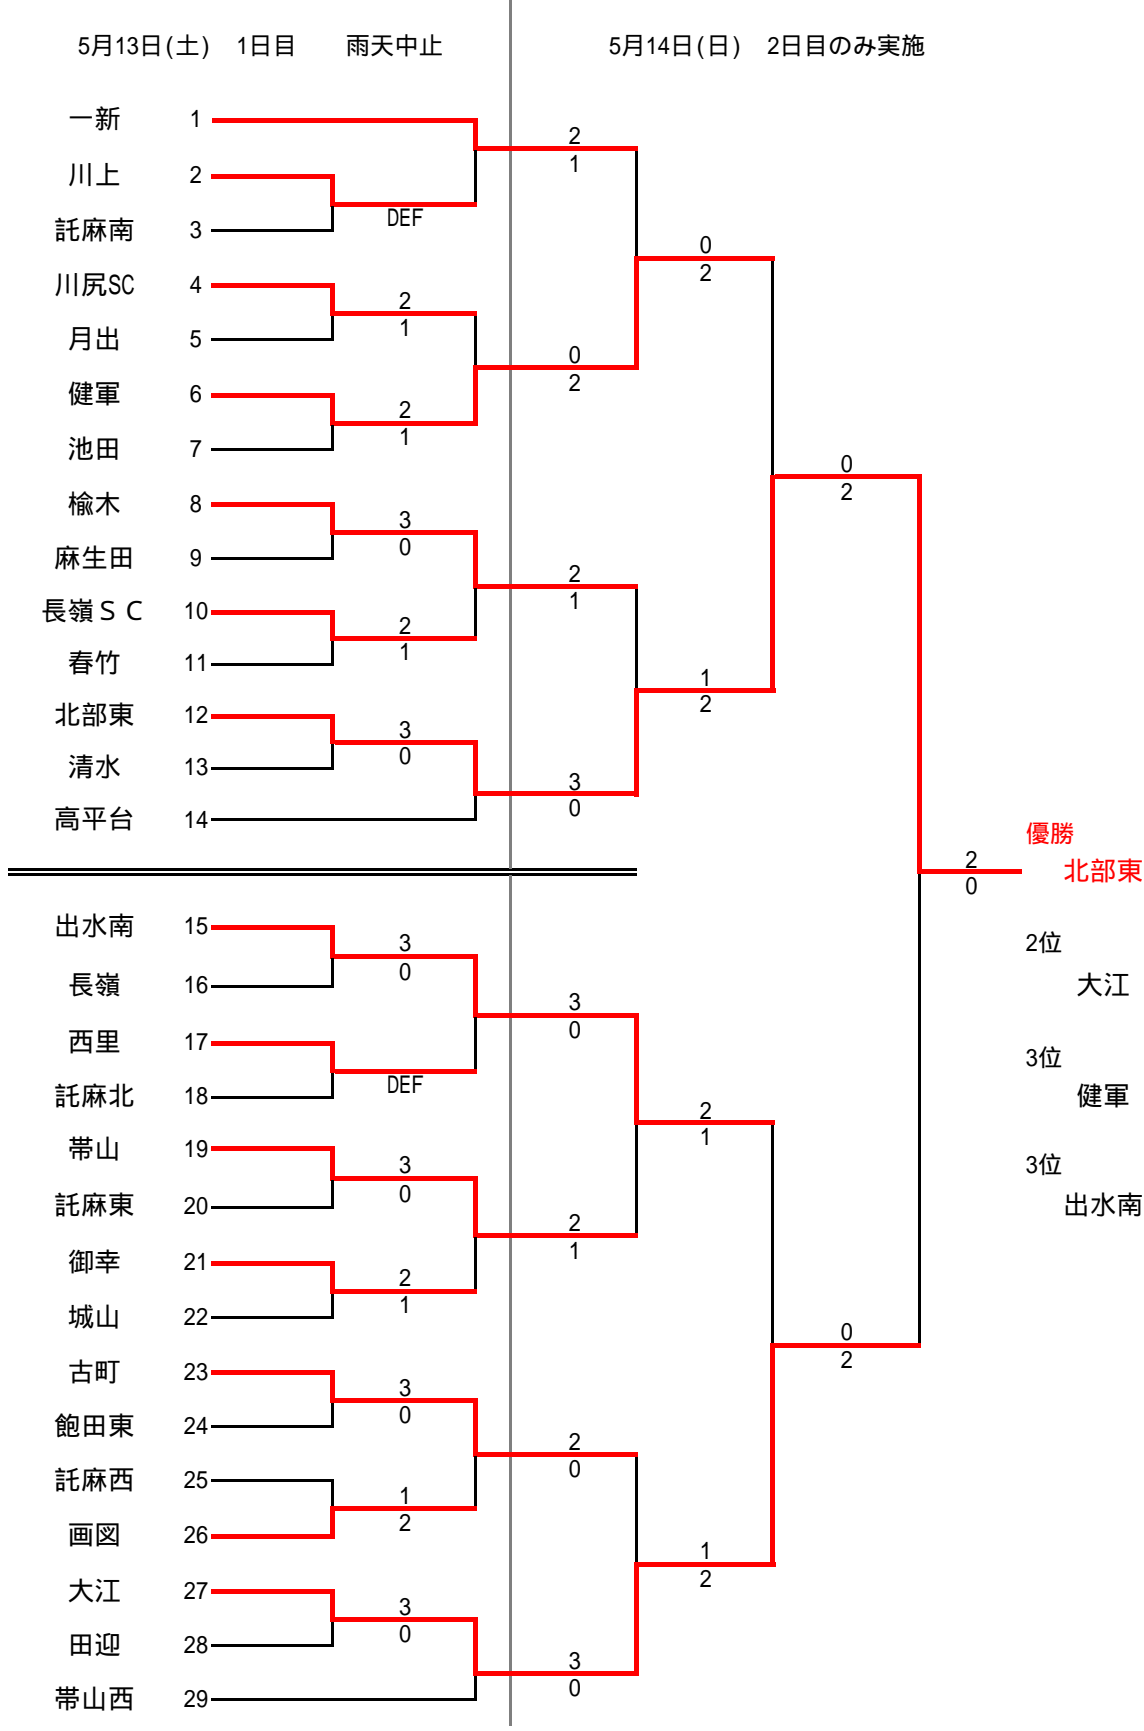 5月13日(土) 1日目 雨天中止 5月14日(日) 2日目のみ実施
一新 1
2
1
川上 2
DEF
託麻南 3
0
2
川尻SC 4
2
1
月出 5
0
2
健軍 6
2
1
池田 7
0
2
楡木 8
3
0
麻生田 9
2
1
長嶺ＳＣ 10
2
1
春竹 11
1
2
北部東 12
3
0
清水 13
3
0
高平台 14
優勝
2
0
北部東
出水南 15
3
0
2位
長嶺 16
大江
3
0
西里 17
3位
DEF
託麻北 18
健軍
2
1
帯山 19
3
0
3位
託麻東 20
出水南
2
1
御幸 21
2
1
城山 22
0
2
古町 23
3
0
飽田東 24
2
0
託麻西 25
1
2
画図 26
1
2
大江 27
3
0
田迎 28
3
0
帯山西 29